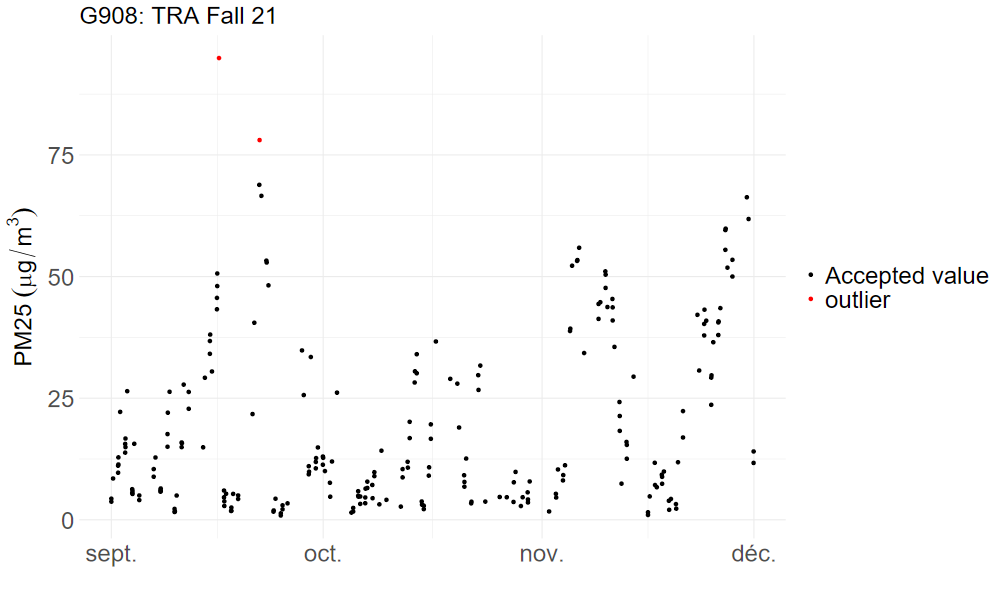 G908: TRA Fall 21
PM25 (μg/m³)
75
50
25
0
sept.
oct.
nov.
déc.
Accepted value
outlier